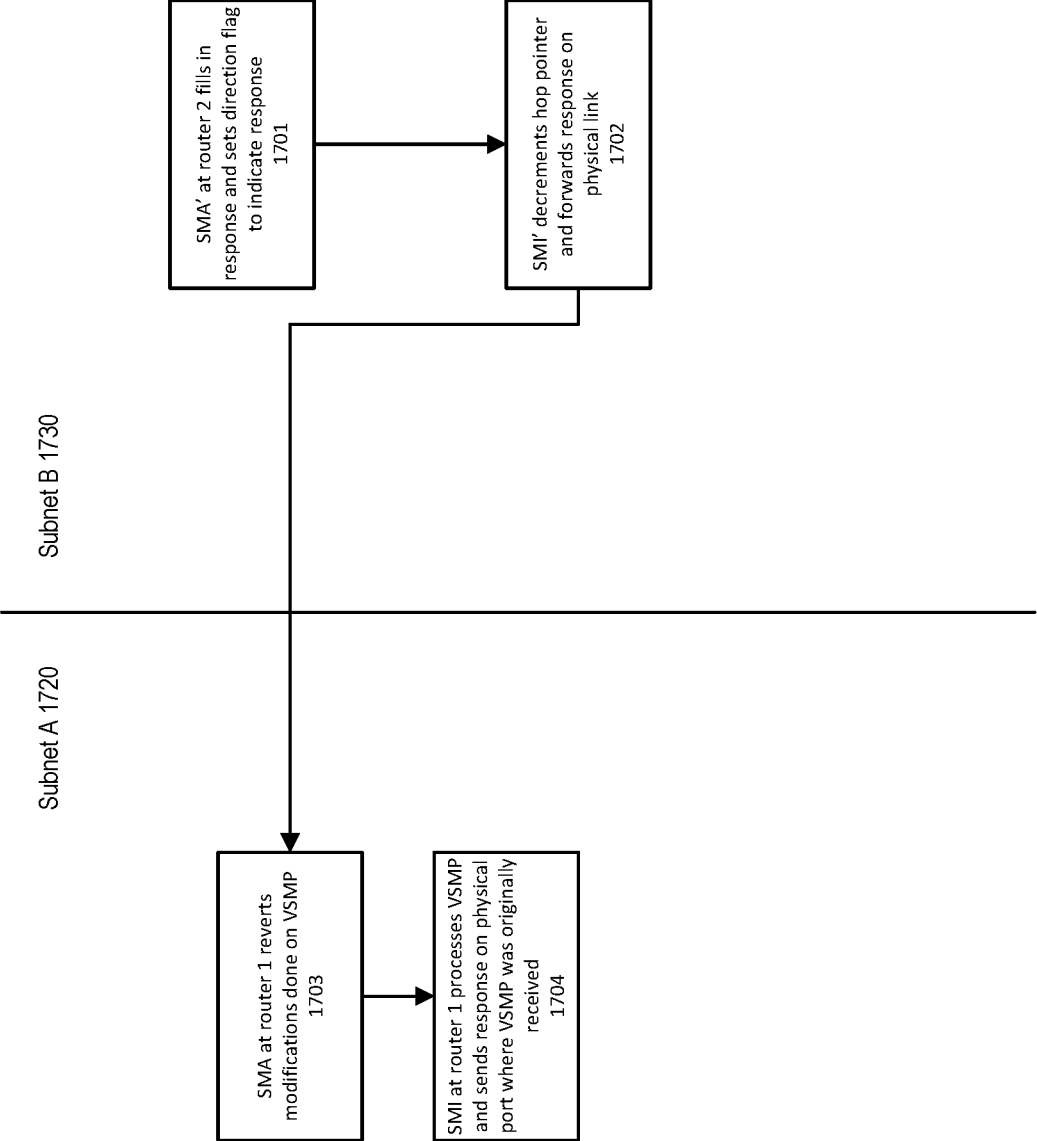 Subnet A 1720
Subnet B 1730
SMA’ at router 2 fills in
response and sets direction flag
to indicate response
1701
SMI’ decrements hop pointer
and forwards response on
physical link
1702
SMA at router 1 reverts
modifications done on VSMP
1703
SMI at router 1 processes VSMP
and sends response on physical
port where VSMP was originally
received
1704